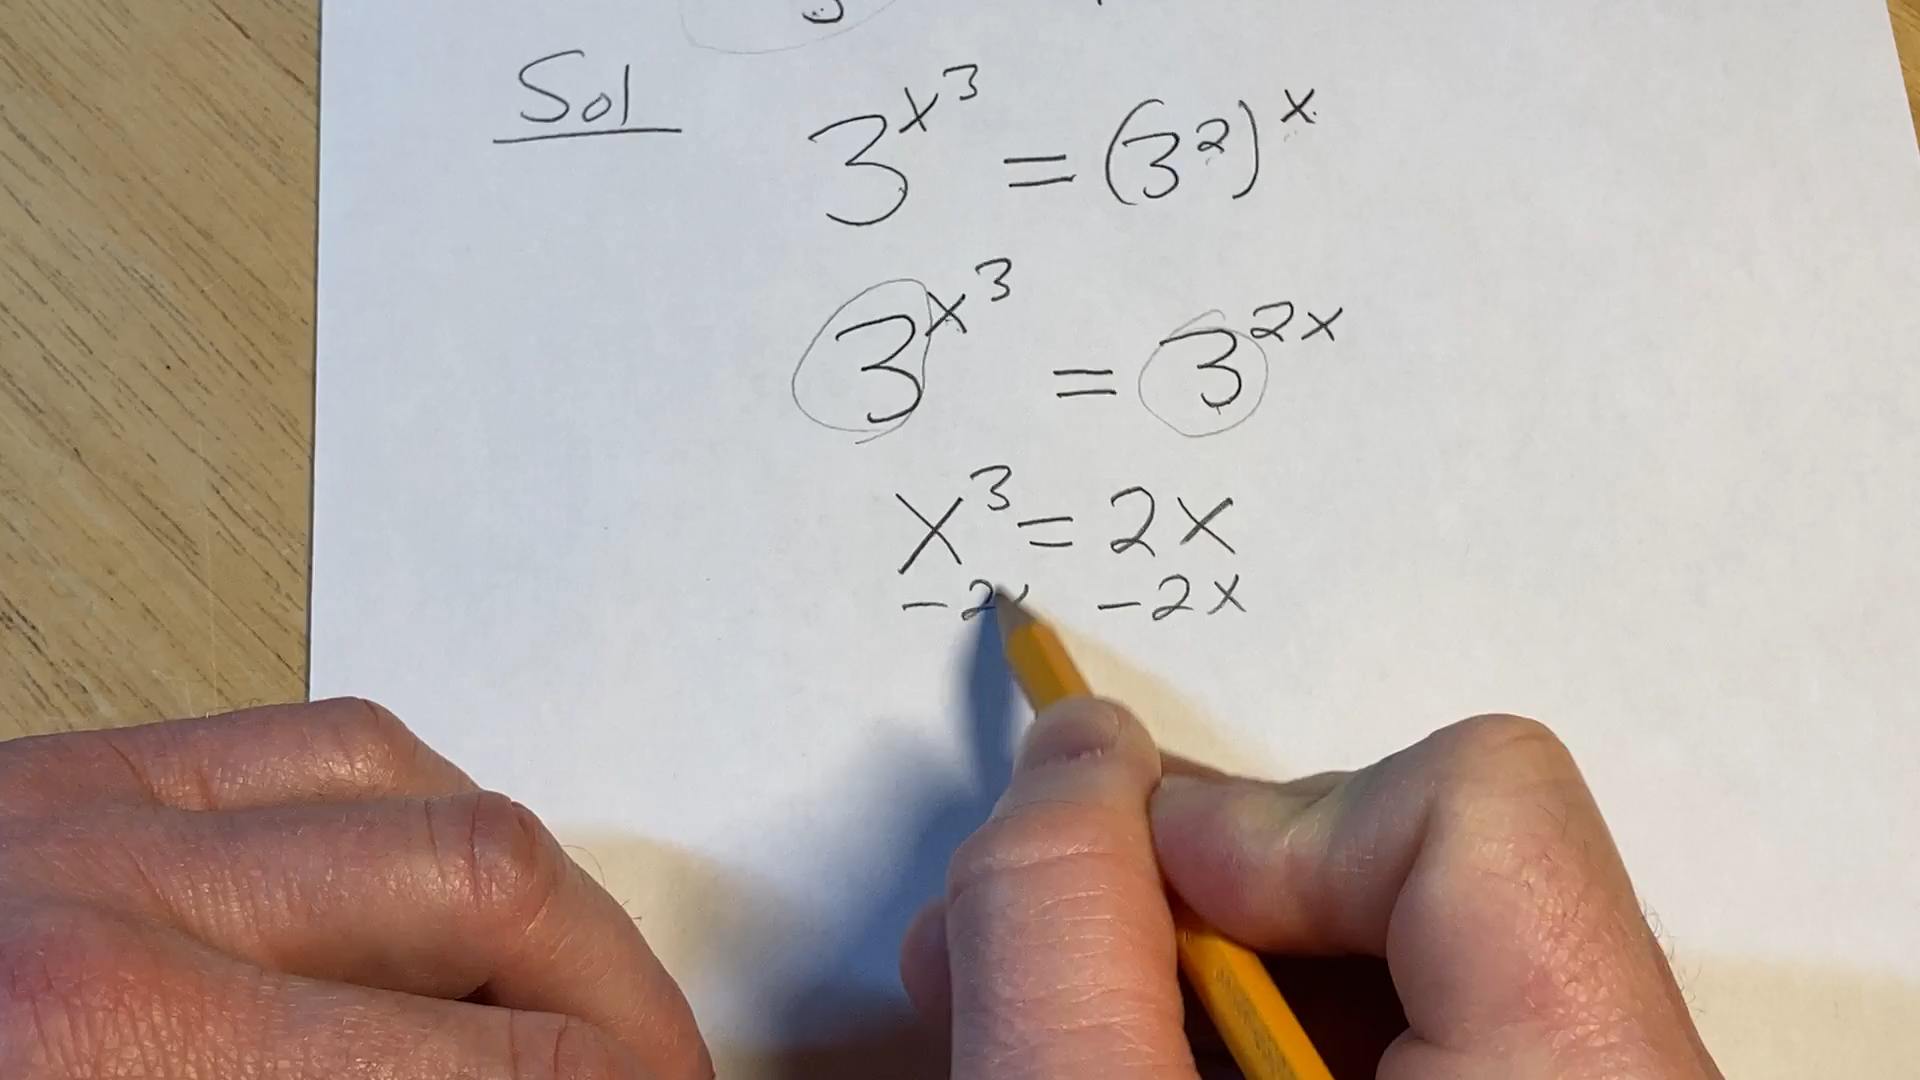 Sol
3^{x^3} = (3^2)^x
3^{x^3} = 3^{2x}
x^3 = 2x
-2x -2x